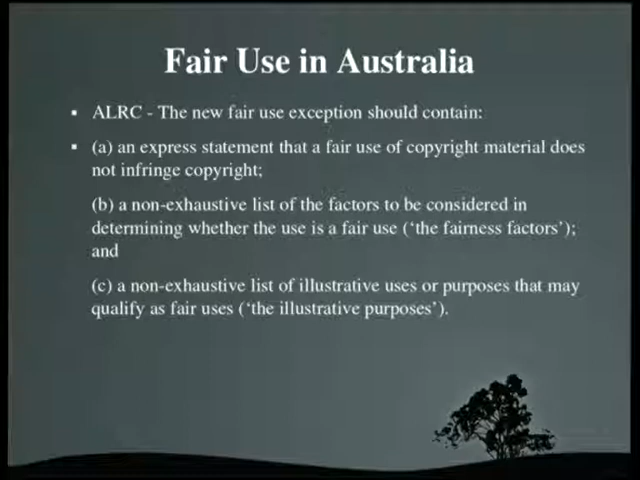 Fair Use in Australia
▪ ALRC - The new fair use exception should contain:
▪ (a) an express statement that a fair use of copyright material does
not infringe copyright;
(b) a non-exhaustive list of the factors to be considered in
determining whether the use is a fair use (‘the fairness factors’);
and
(c) a non-exhaustive list of illustrative uses or purposes that may
qualify as fair uses (‘the illustrative purposes’).